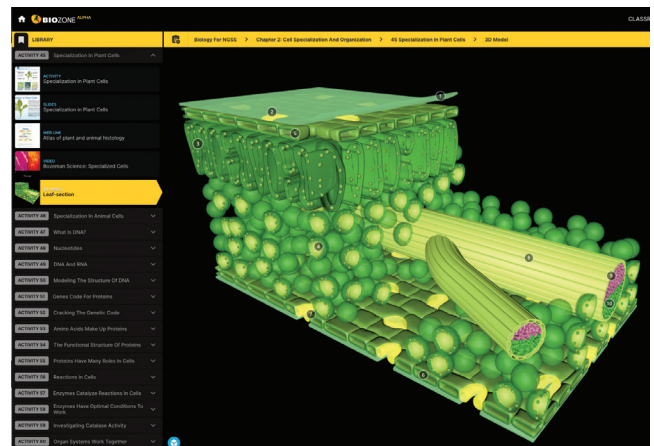 BIOZONE ALPHA
CLASSR
LIBRARY
Biology For NGSS > Chapter 2: Cell Specialization And Organization > 45 Specialization In Plant Cells > 3D Model
ACTIVITY 45 Specialization In Plant Cells
ACTIVITY
Specialization in Plant Cells
SLIDES
Specialization in Plant Cells
WEB LINK
Atlas of plant and animal histology
VIDEO
Bozeman Science: Specialized Cells
Leaf-section
ACTIVITY 46 Specialization In Animal Cells
ACTIVITY 47 What Is DNA?
ACTIVITY 48 Nucleotides
ACTIVITY 49 DNA And RNA
ACTIVITY 50 Modeling The Structure Of DNA
ACTIVITY 51 Genes Code For Proteins
ACTIVITY 52 Cracking The Genetic Code
ACTIVITY 53 Amino Acids Make Up Proteins
ACTIVITY 54 The Functional Structure Of Proteins
ACTIVITY 55 Proteins Have Many Roles In Cells
ACTIVITY 56 Reactions In Cells
ACTIVITY 57 Enzymes Catalyze Reactions In Cells
ACTIVITY 58 Enzymes Have Optimal Conditions To
Work
ACTIVITY 59 Investigating Catalase Activity
ACTIVITY 60 Organ Systems Work Together
1
2
3
4
10